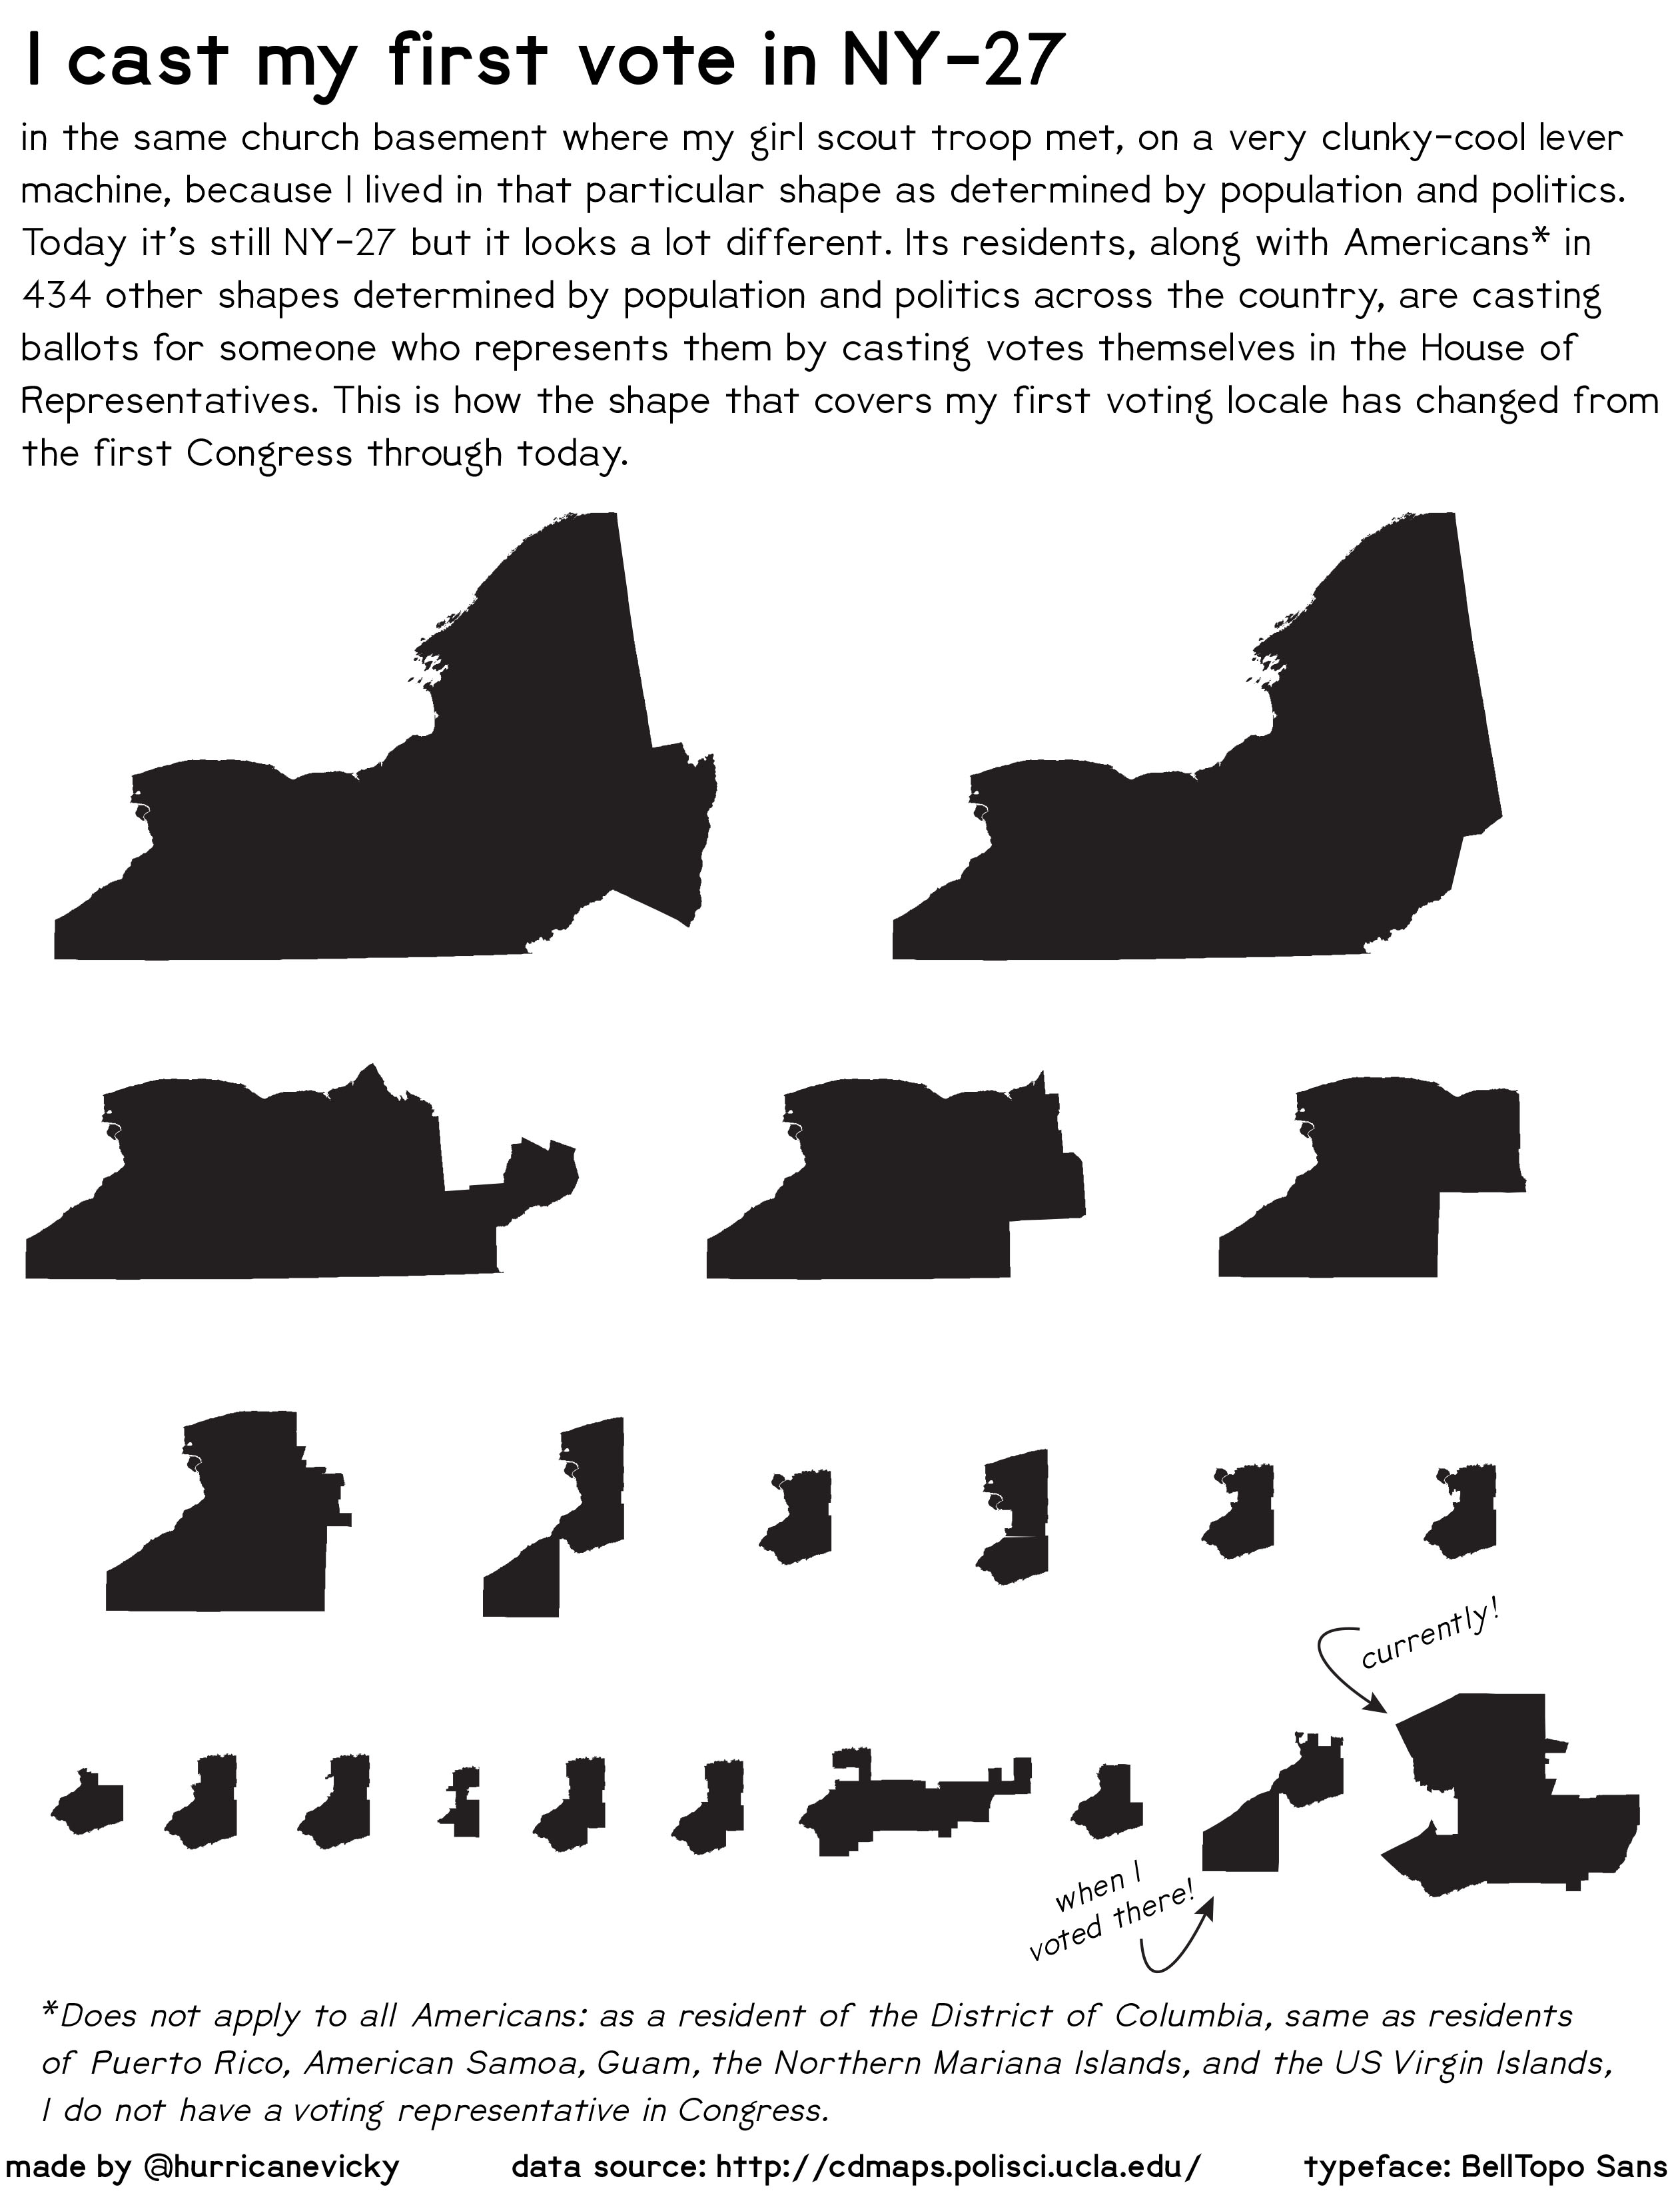 I cast my first vote in NY-27
in the same church basement where my girl scout troop met, on a very clunky-cool lever
machine, because I lived in that particular shape as determined by population and politics.
Today it's still NY-27 but it looks a lot different. Its residents, along with Americans* in
434 other shapes determined by population and politics across the country, are casting
ballots for someone who represents them by casting votes themselves in the House of
Representatives. This is how the shape that covers my first voting locale has changed from
the first Congress through today.
currently!
when I
voted there!
*Does not apply to all Americans: as a resident of the District of Columbia, same as residents
of Puerto Rico, American Samoa, Guam, the Northern Mariana Islands, and the US Virgin Islands,
I do not have a voting representative in Congress.
made by @hurricanevicky data source: http://cdmaps.polisci.ucla.edu/ typeface: BellTopo Sans